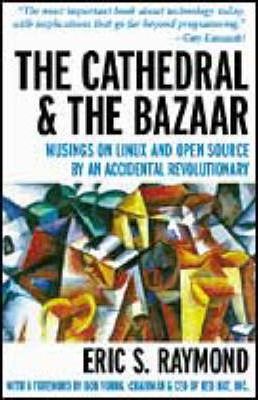 "The most important book about technology today,
with implications that go far beyond programming."
—Guy Kawasaki
THE CATHEDRAL
& THE BAZAAR
MUSINGS ON LINUX AND OPEN SOURCE
BY AN ACCIDENTAL REVOLUTIONARY
ERIC S. RAYMOND
WITH A FOREWORD BY BOB YOUNG, CHAIRMAN & CEO OF RED HAT, INC.